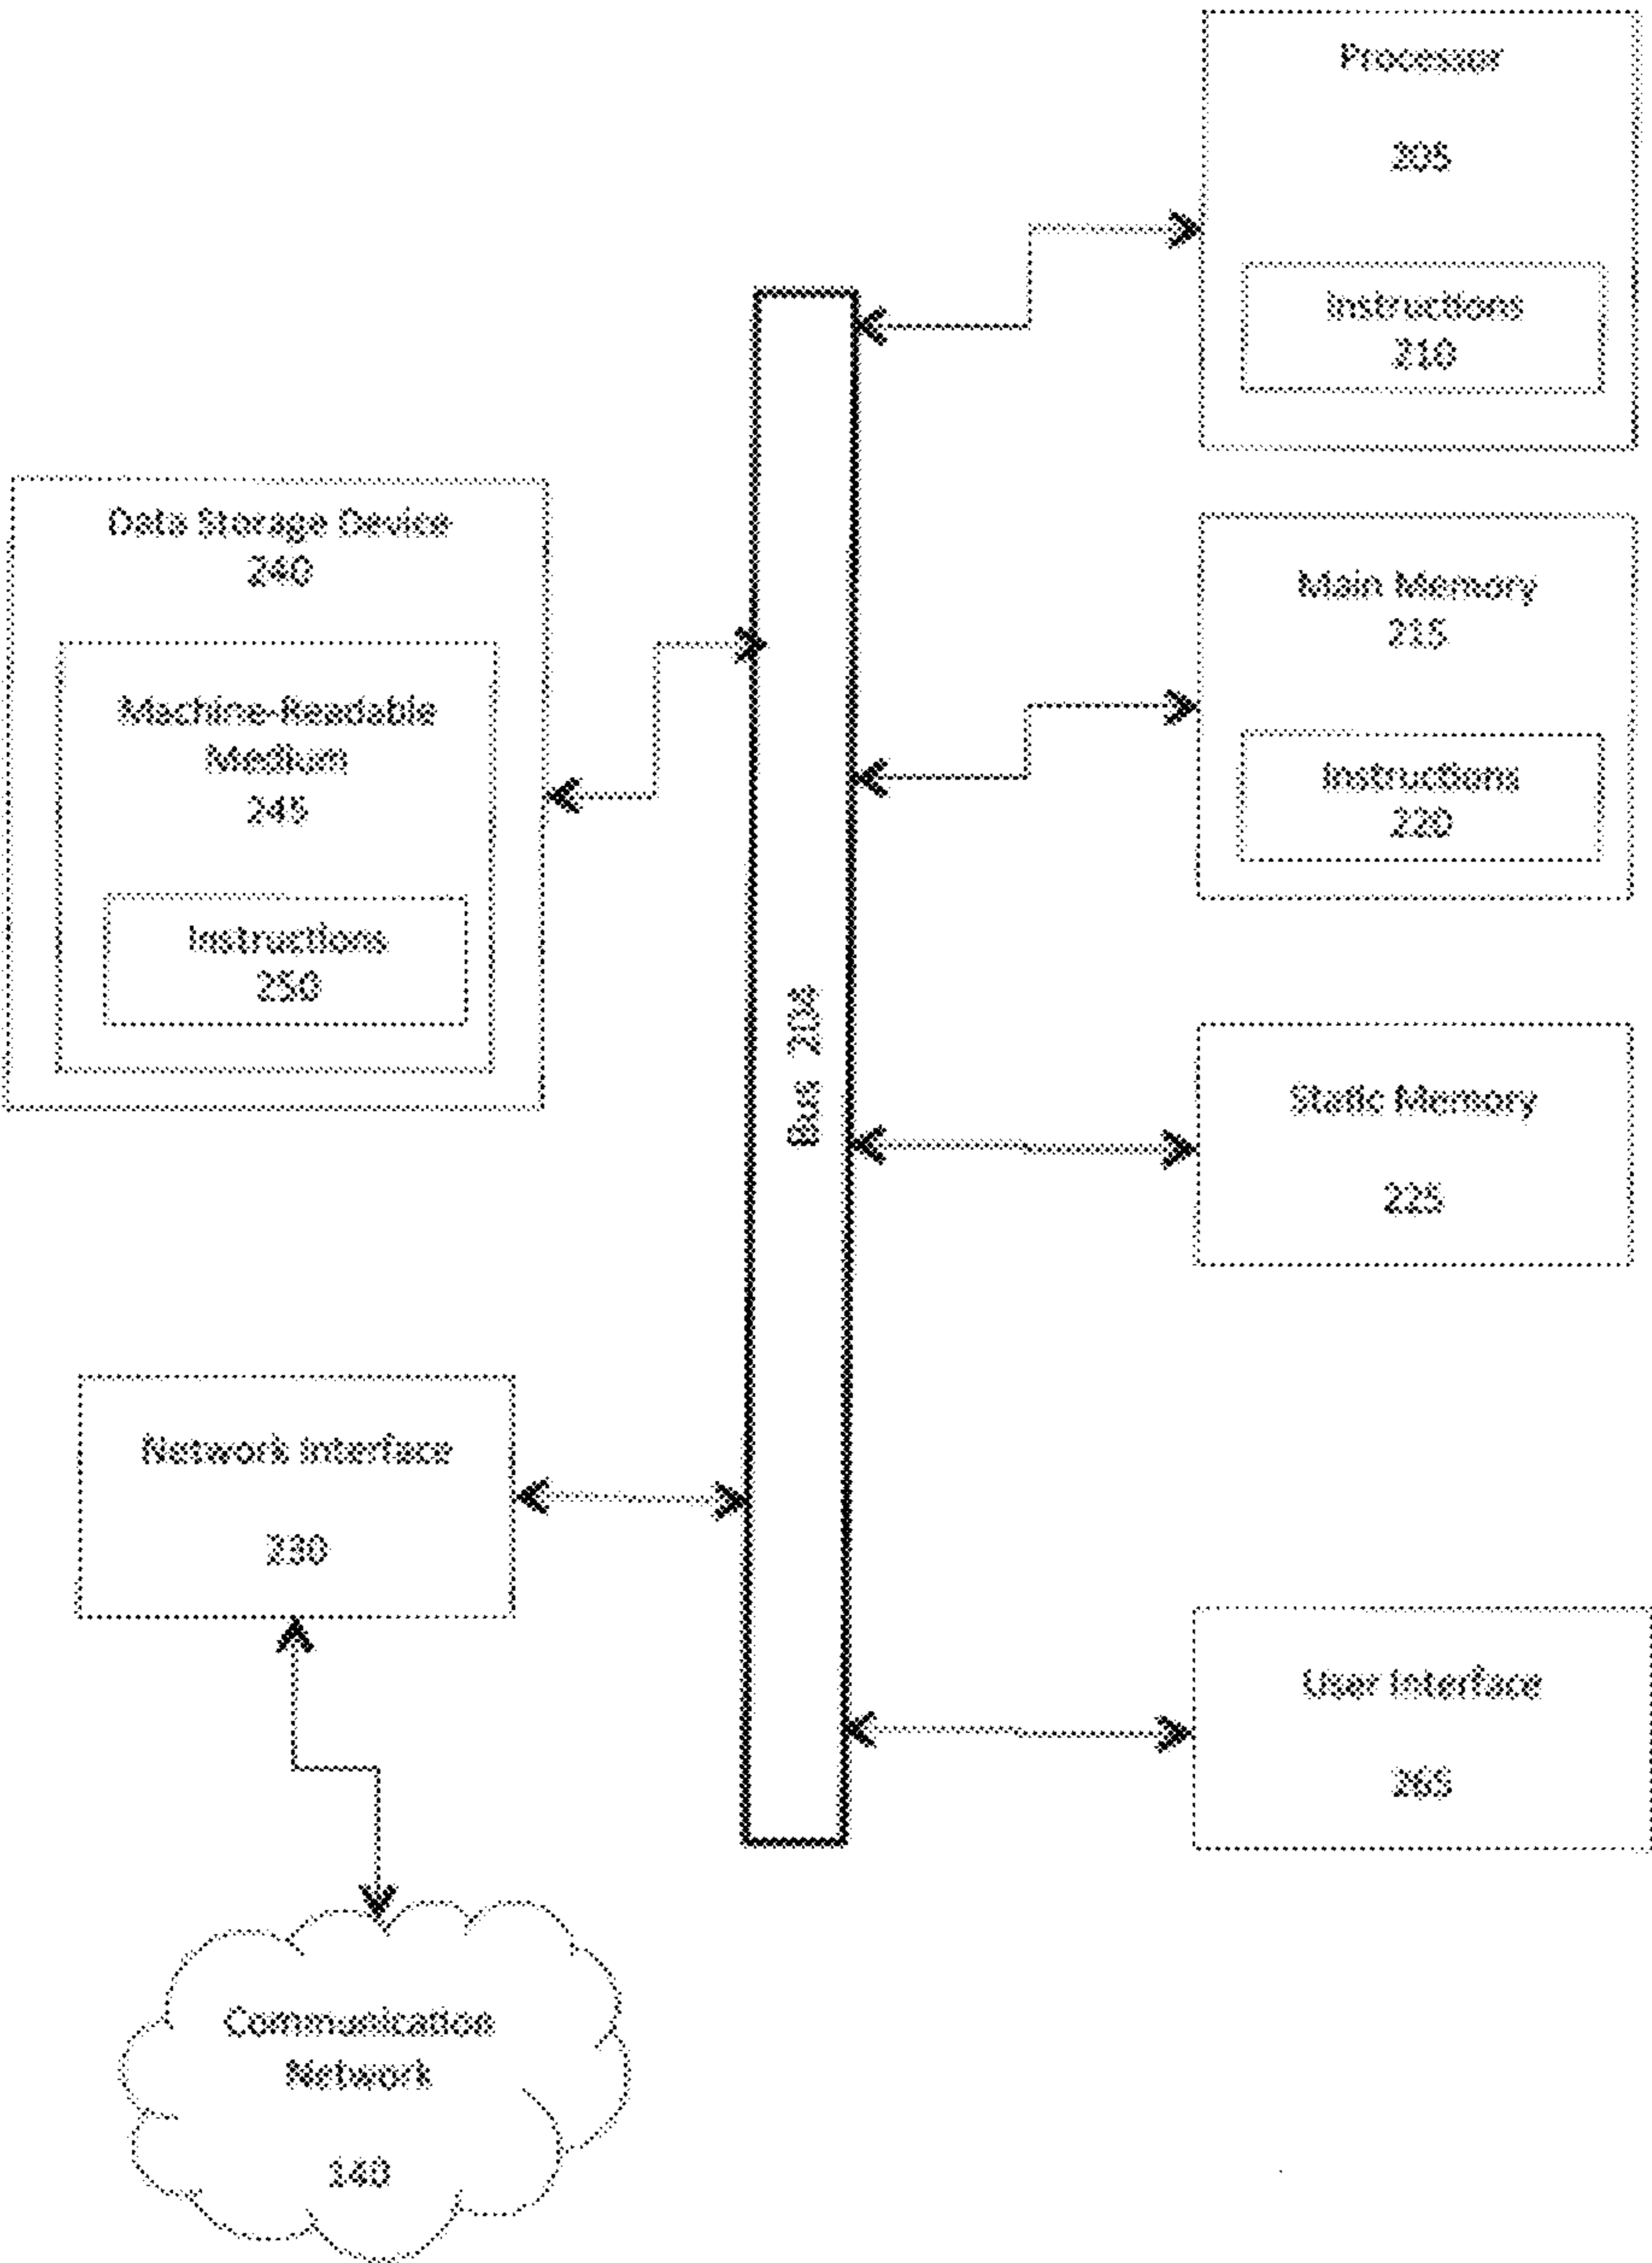 Processor
205
Instructions
210
Data Storage Device
240
Machine-Readable
Medium
245
Instructions
250
Main Memory
215
Instructions
220
Bus 204
Static Memory
225
Network Interface
230
User Interface
265
Communication
Network
140